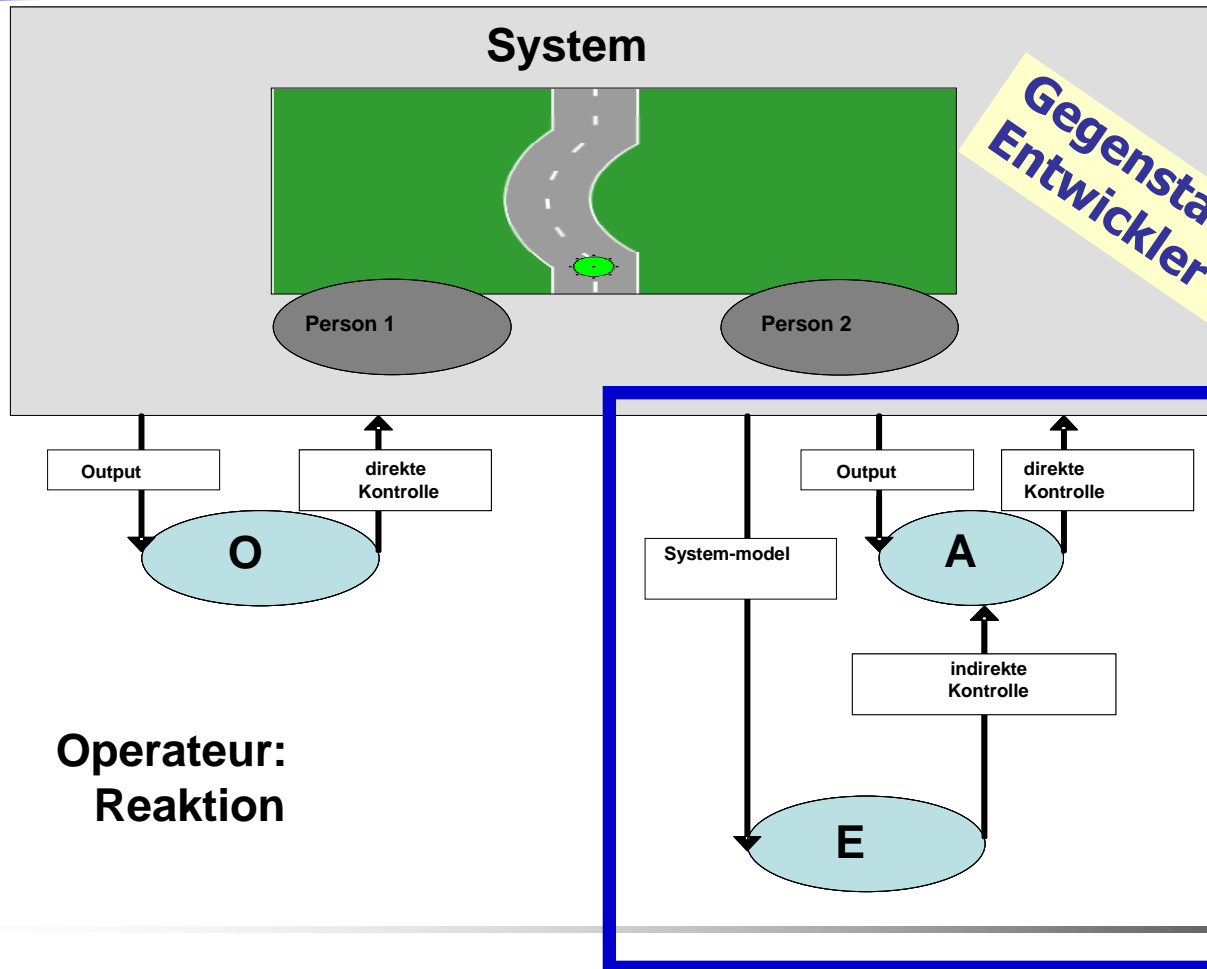 System
Gegensta
Entwickler
Person 1
Person 2
Output
direkte
Kontrolle
Output
direkte
Kontrolle
O
System-model
A
indirekte
Kontrolle
Operateur:
Reaktion
E